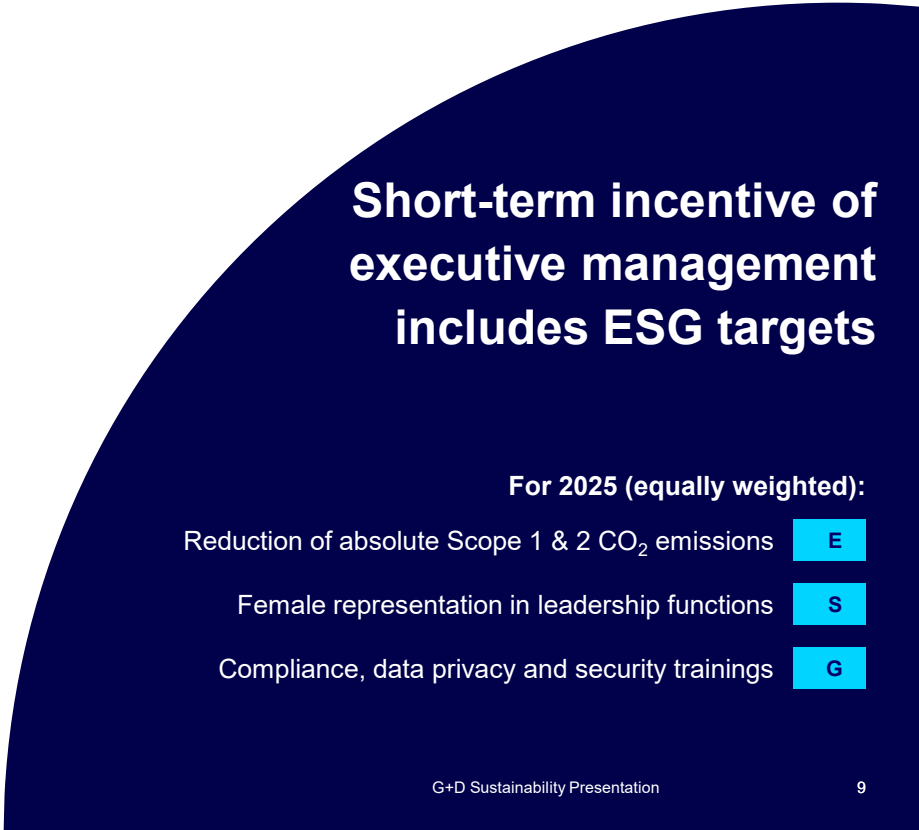 Short-term incentive of
executive management
includes ESG targets
For 2025 (equally weighted):
Reduction of absolute Scope 1 & 2 CO₂ emissions E
Female representation in leadership functions S
Compliance, data privacy and security trainings G
G+D Sustainability Presentation 9